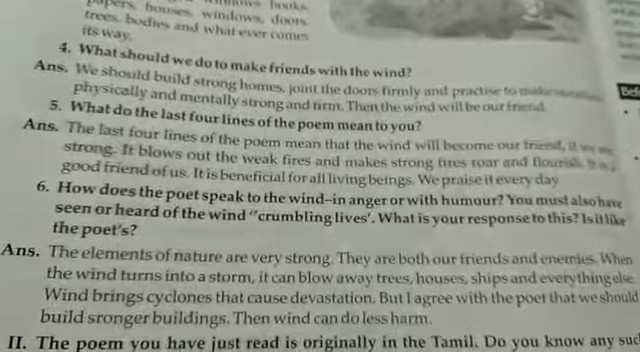 papers, houses, windows, doors,
trees, bodies and what ever comes
its way.
4. What should we do to make friends with the wind?
Ans. We should build strong homes, joint the doors firmly and practise to make
physically and mentally strong and firm. Then the wind will be our friend.
5. What do the last four lines of the poem mean to you?
Ans. The last four lines of the poem mean that the wind will become our friend, if we are
strong. It blows out the weak fires and makes strong fires roar and flourish. It is a
good friend of us. It is beneficial for all living beings. We praise it every day
6. How does the poet speak to the wind–in anger or with humour? You must also have
seen or heard of the wind "crumbling lives'. What is your response to this? Is it like
the poet's?
Ans. The elements of nature are very strong. They are both our friends and enemies. When
the wind turns into a storm, it can blow away trees, houses, ships and everything else.
Wind brings cyclones that cause devastation. But I agree with the poet that we should
build sronger buildings. Then wind can do less harm.
II. The poem you have just read is originally in the Tamil. Do you know any suc